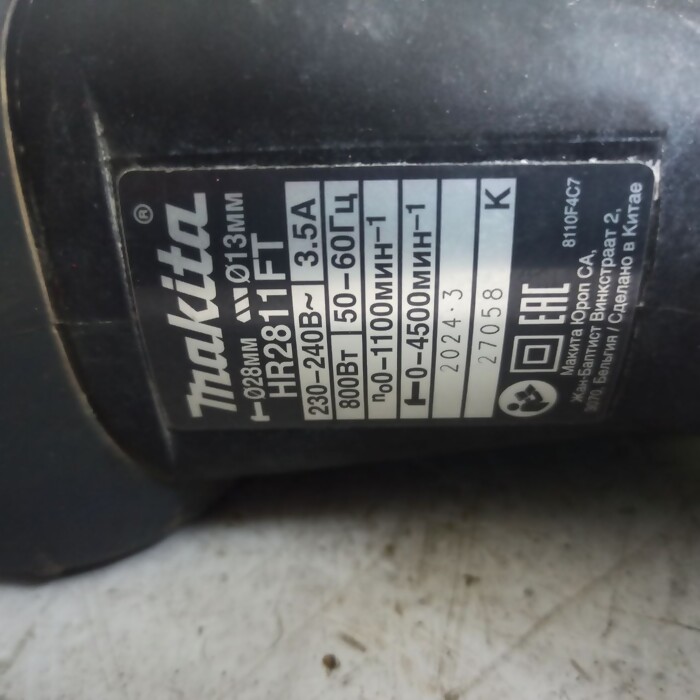 makita®
Ø28мм Ø13мм
HR2811FT
230–240В~ 3.5А
800Вт 50–60Гц
n₀0–1100мин⁻¹
0–4500мин⁻¹
2024·3
27058 K
EAC 8110F4C7
Макита Юроп СА,
Жан-Баптист Винкстраат 2,
3070, Бельгия / Сделано в Китае